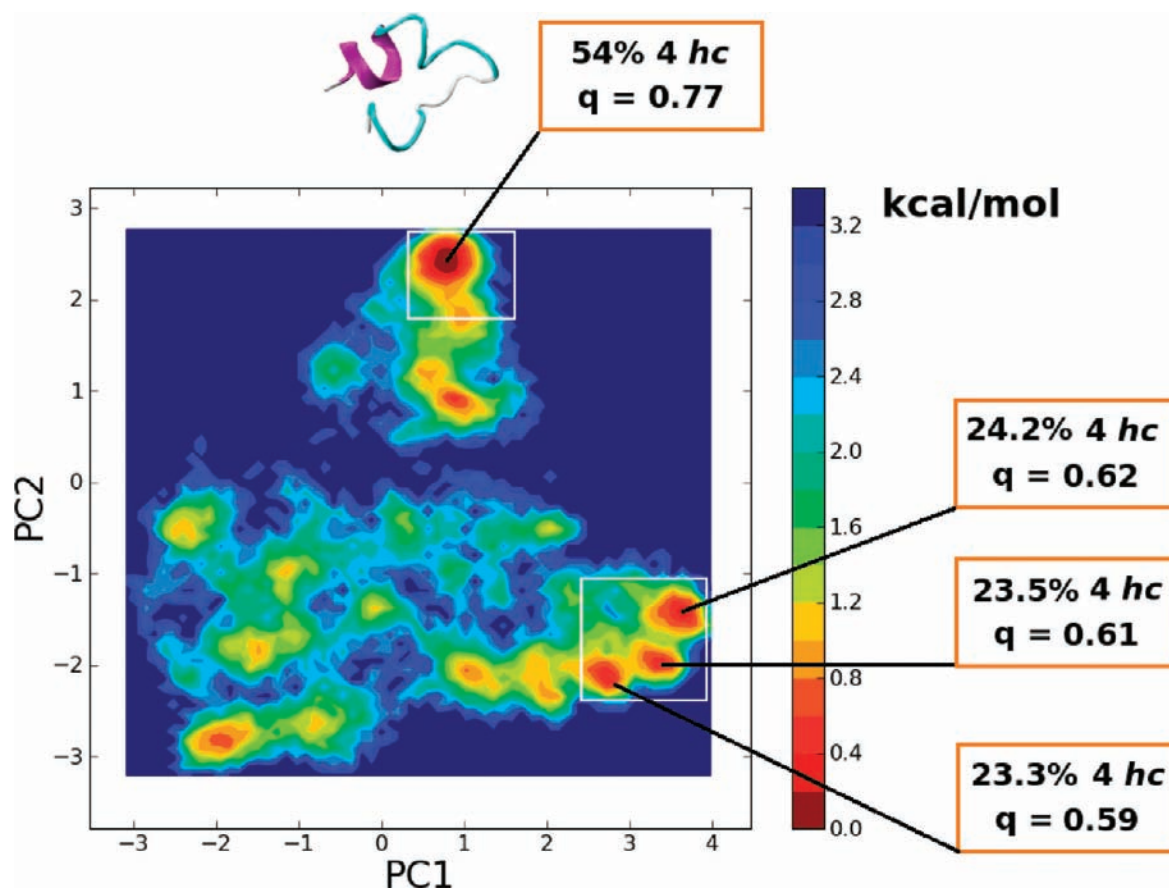 54% 4 hc
q = 0.77
kcal/mol
3
2
1
0
−1
−2
−3
PC2
−3
−2
−1
0
1
2
3
4
PC1
3.2
2.8
2.4
2.0
1.6
1.2
0.8
0.4
0.0
24.2% 4 hc
q = 0.62
23.5% 4 hc
q = 0.61
23.3% 4 hc
q = 0.59